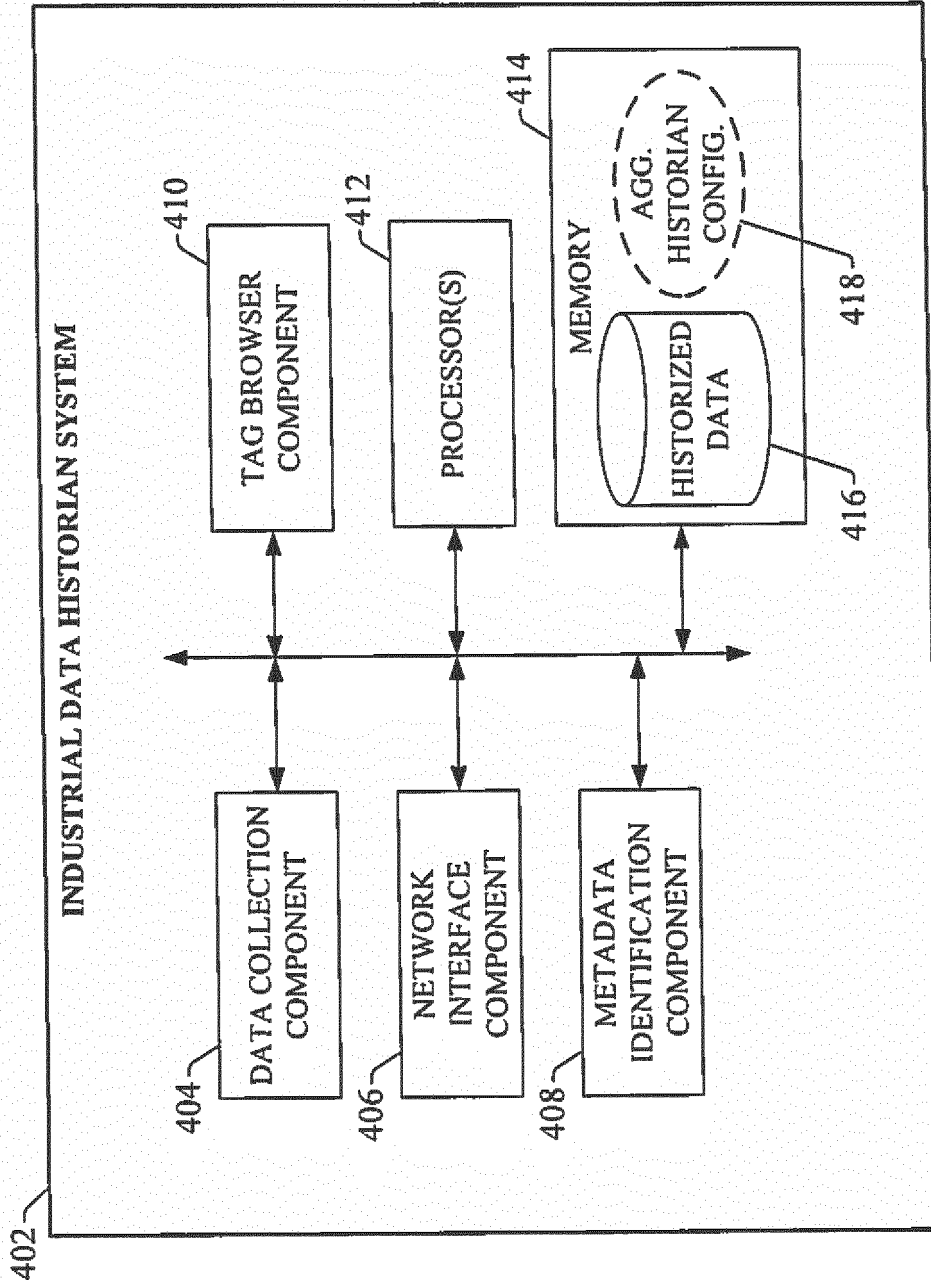 402
INDUSTRIAL DATA HISTORIAN SYSTEM
404
DATA COLLECTION
COMPONENT
406
NETWORK
INTERFACE
COMPONENT
408
METADATA
IDENTIFICATION
COMPONENT
410
TAG BROWSER
COMPONENT
412
PROCESSOR(S)
414
MEMORY
HISTORIZED
DATA
416
AGG.
HISTORIAN
CONFIG.
418